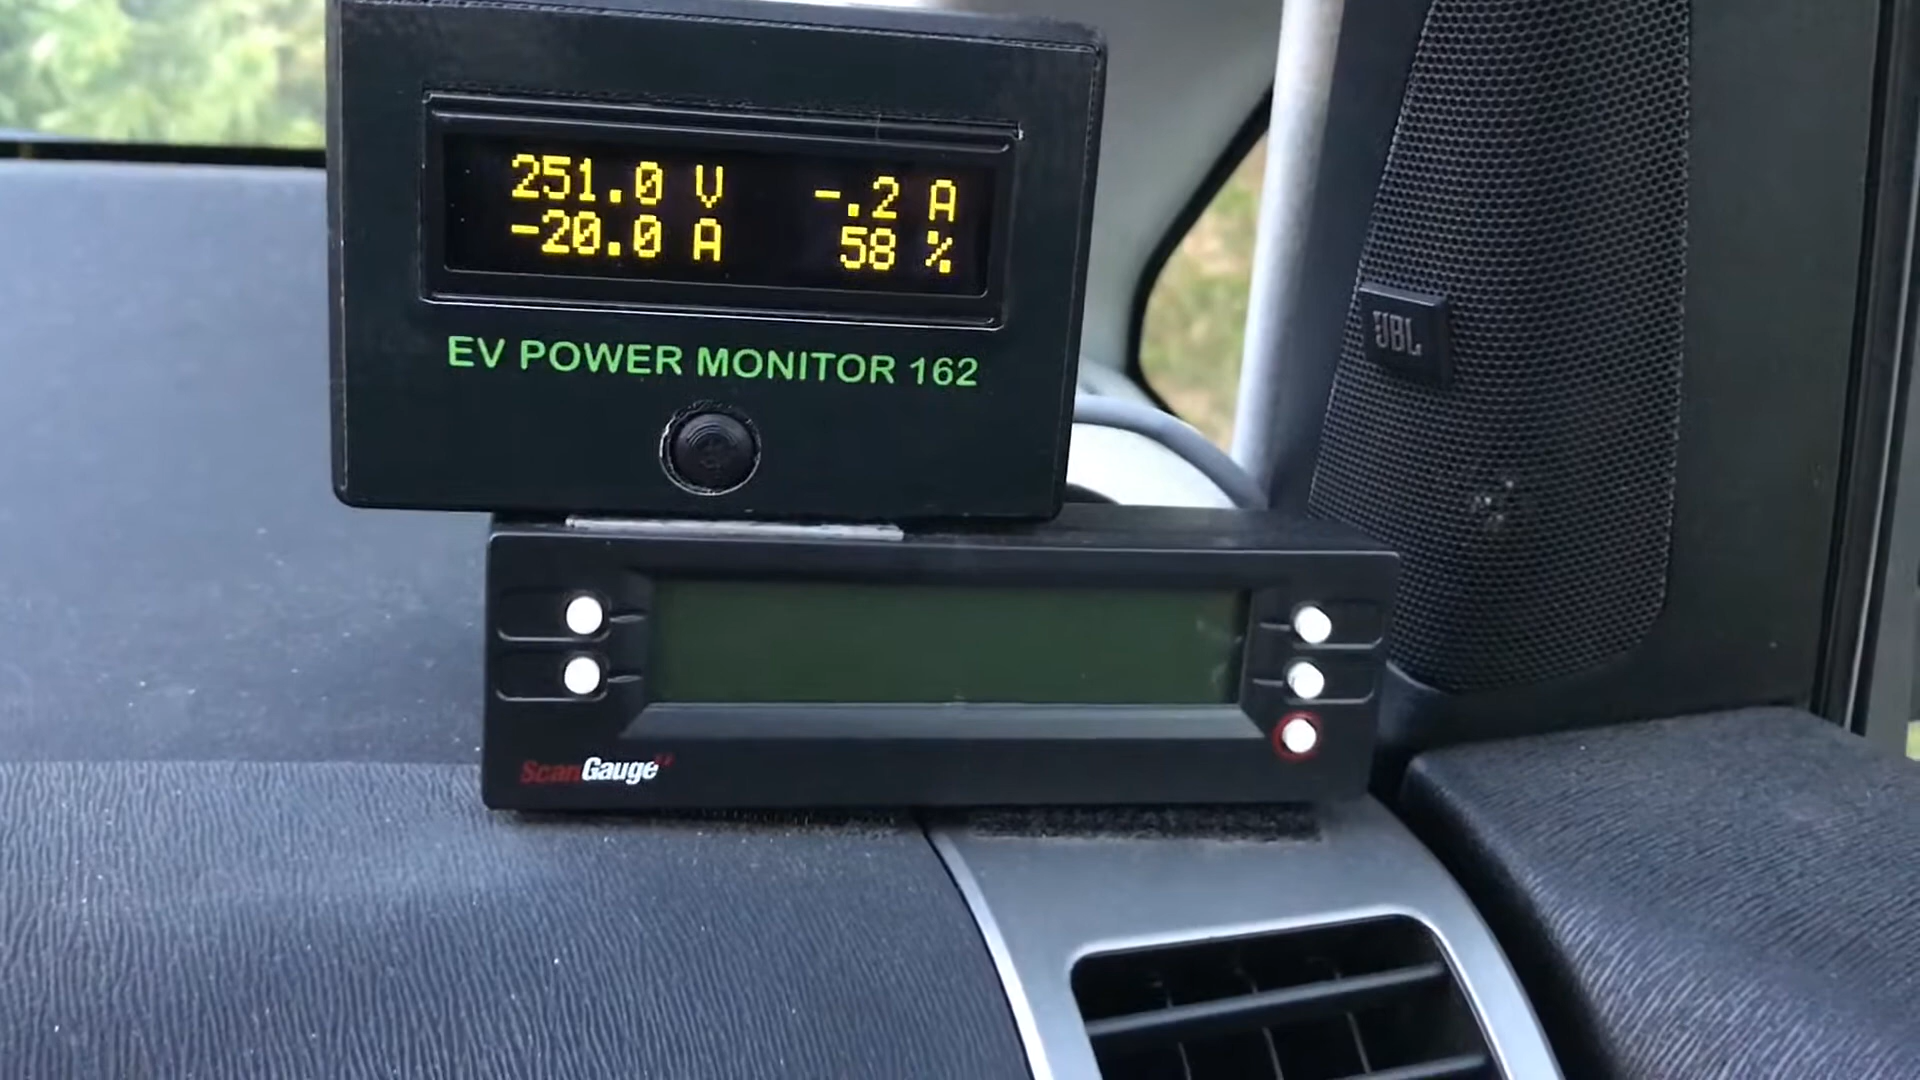 251.0 V -.2 A
-20.0 A 58 %
EV POWER MONITOR 162
JBL
ScanGauge